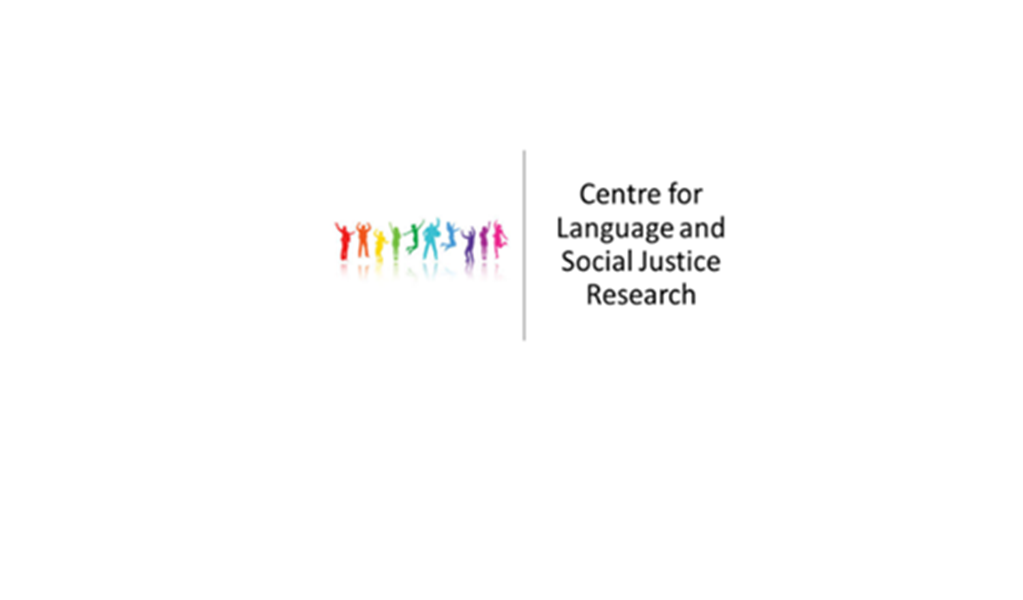 Centre for
Language and
Social Justice
Research